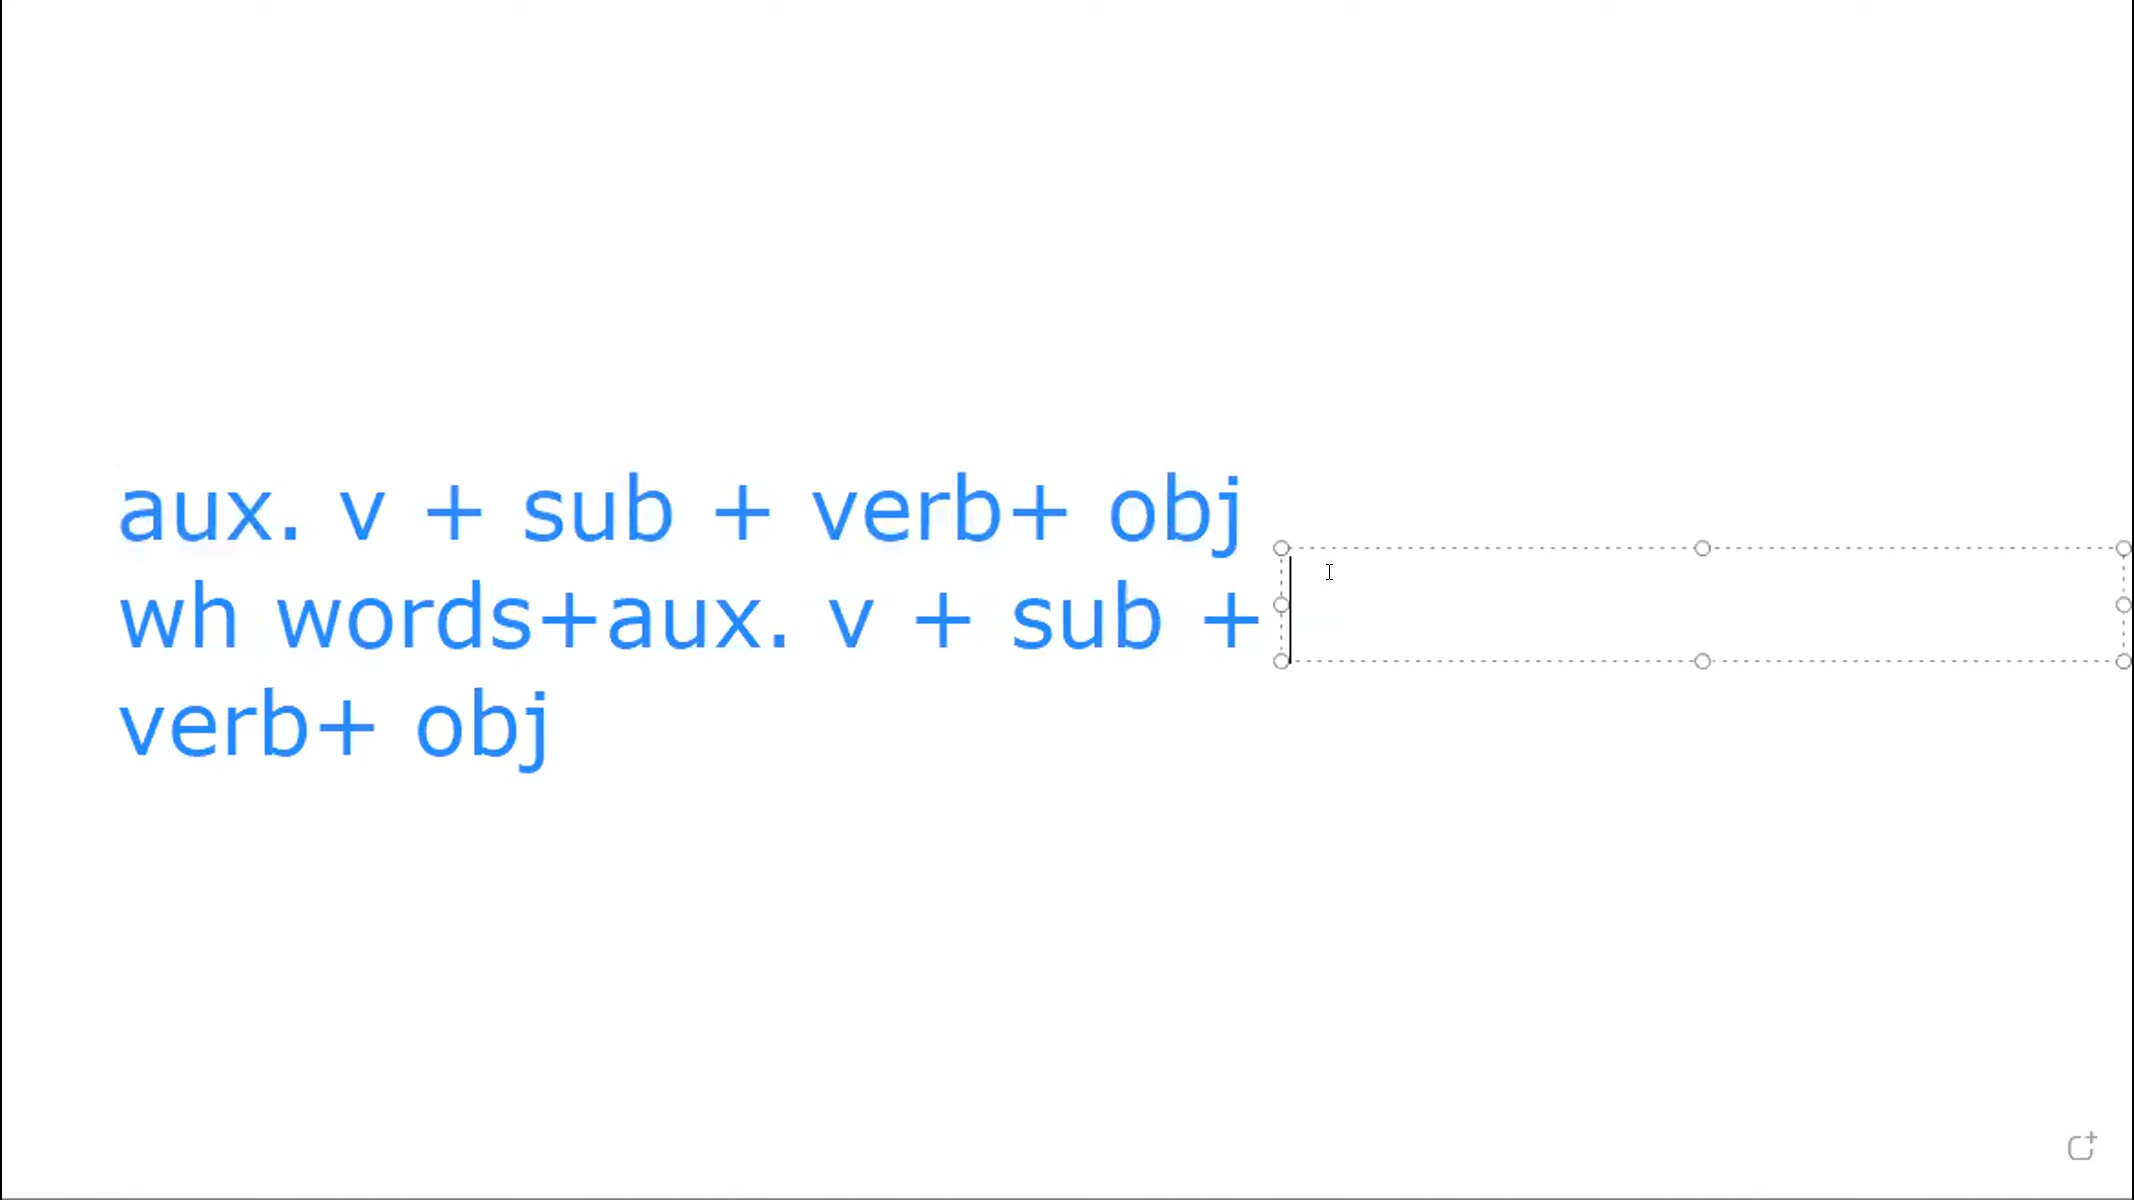 aux. v + sub + verb+ obj
wh words+aux. v + sub +
verb+ obj